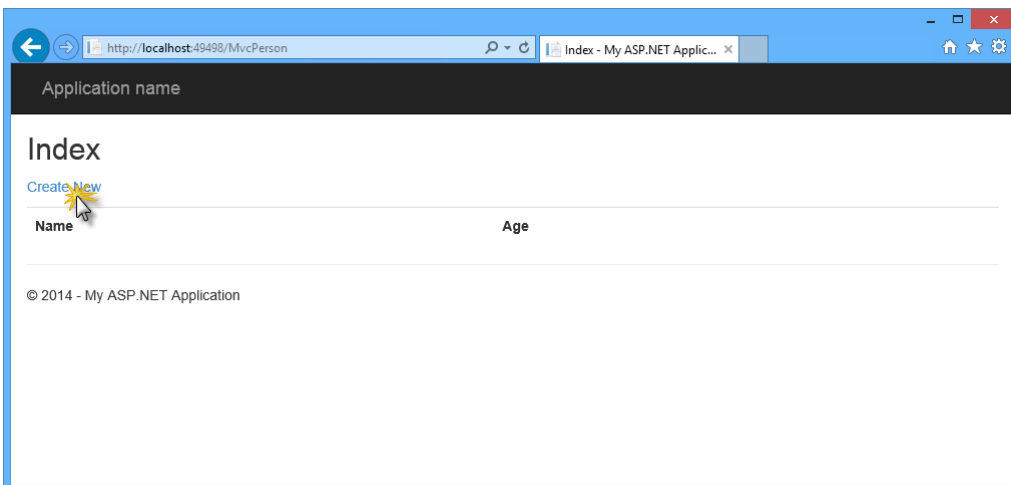 http://localhost:49498/MvcPerson
Index - My ASP.NET Applic...
Application name
Index
Create New
Name Age
© 2014 - My ASP.NET Application